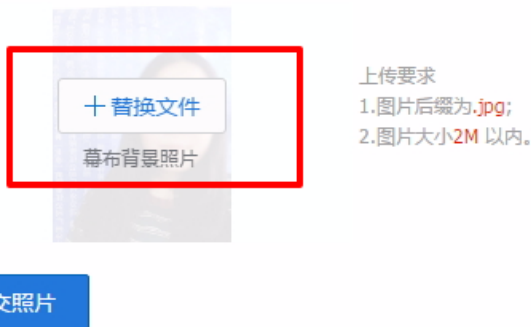 上传要求
＋替换文件
1.图片后缀为.jpg;
2.图片大小2M 以内。
幕布背景照片
交照片